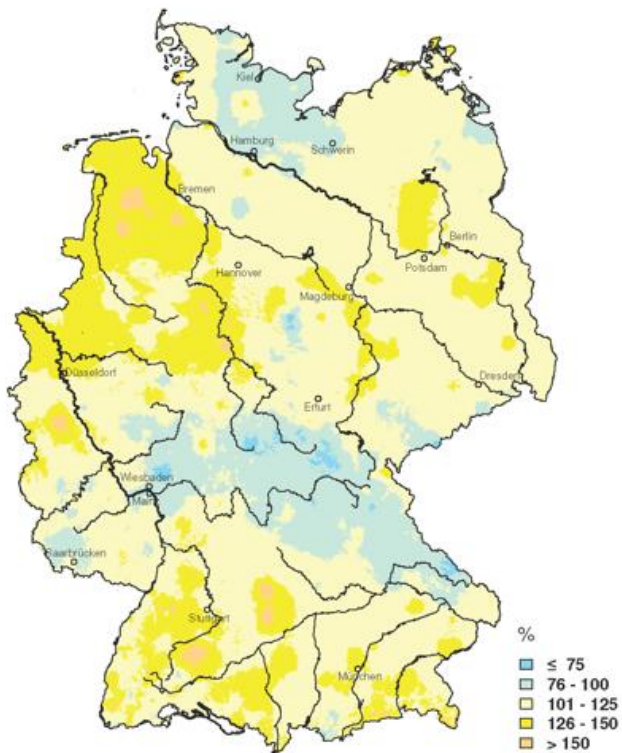 Kiel
Hamburg
Schwerin
Bremen
Berlin
Potsdam
Hannover
Magdeburg
Düsseldorf
Dresden
Erfurt
Wiesbaden
Mainz
Saarbrücken
Stuttgart
München
%
≤ 75
76 - 100
101 - 125
126 - 150
> 150